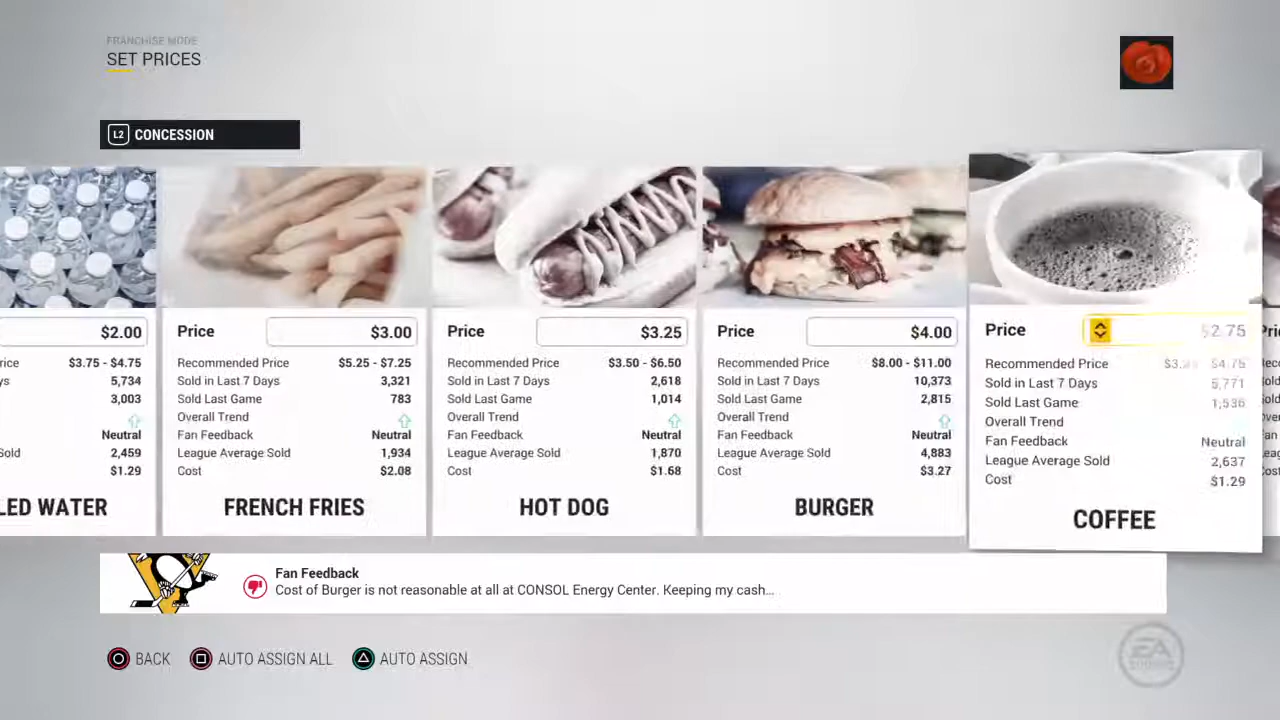 FRANCHISE MODE
SET PRICES
L2 CONCESSION
$2.00
rice $3.75 - $4.75
ys 5,734
3,003
Neutral
Sold 2,459
$1.29
LED WATER
Price $3.00
Recommended Price $5.25 - $7.25
Sold in Last 7 Days 3,321
Sold Last Game 783
Overall Trend
Fan Feedback Neutral
League Average Sold 1,934
Cost $2.08
FRENCH FRIES
Price $3.25
Recommended Price $3.50 - $6.50
Sold in Last 7 Days 2,618
Sold Last Game 1,014
Overall Trend
Fan Feedback Neutral
League Average Sold 1,870
Cost $1.68
HOT DOG
Price $4.00
Recommended Price $8.00 - $11.00
Sold in Last 7 Days 10,373
Sold Last Game 2,815
Overall Trend
Fan Feedback Neutral
League Average Sold 4,883
Cost $3.27
BURGER
Price $2.75
Recommended Price $4.75
Sold in Last 7 Days 5,771
Sold Last Game 1,536
Overall Trend
Fan Feedback Neutral
League Average Sold 2,637
Cost $1.29
COFFEE
Fan Feedback
Cost of Burger is not reasonable at all at CONSOL Energy Center. Keeping my cash...
BACK AUTO ASSIGN ALL AUTO ASSIGN
EA
SPORTS